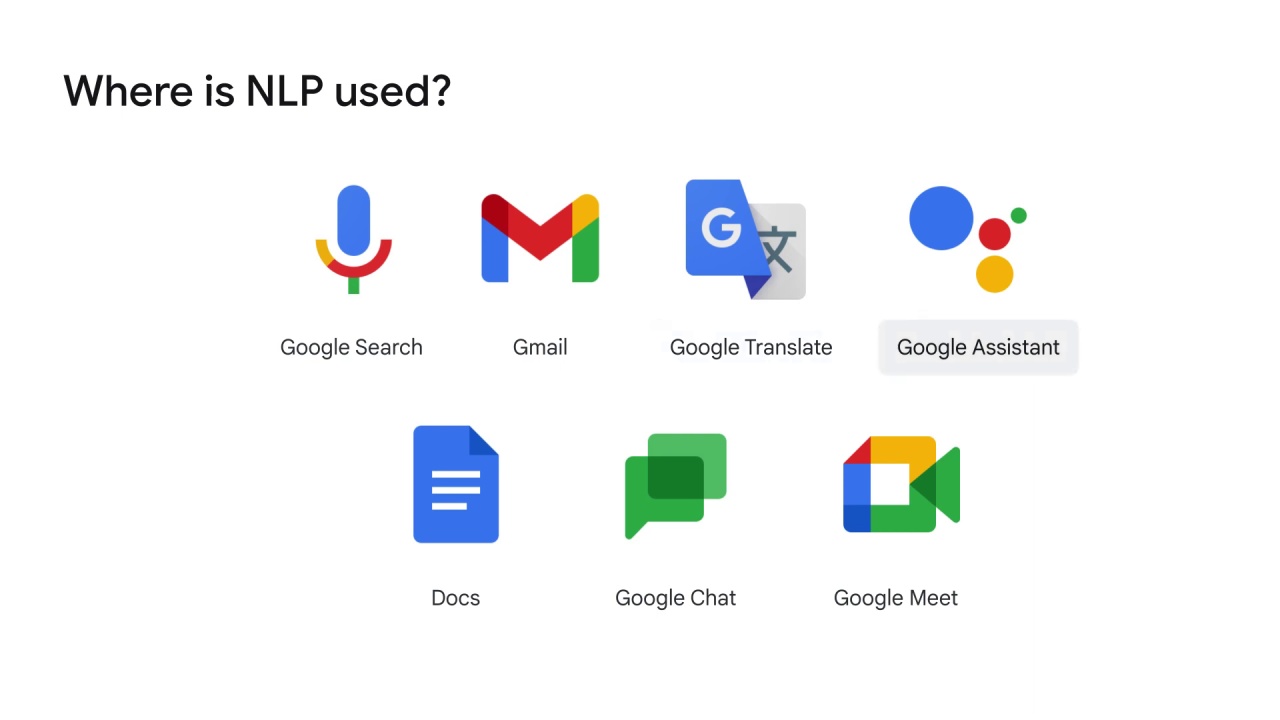 Where is NLP used?
G 文
Google Search
Gmail
Google Translate
Google Assistant
Docs
Google Chat
Google Meet